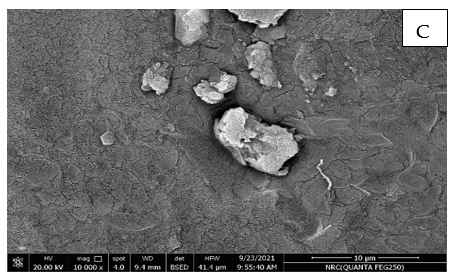 C
HV mag □ spot WD det HFW 9/23/2021 10 µm
20.00 kV 10 000 x 4.0 9.4 mm BSED 41.4 µm 9:55:40 AM NRC(QUANTA FEG250)